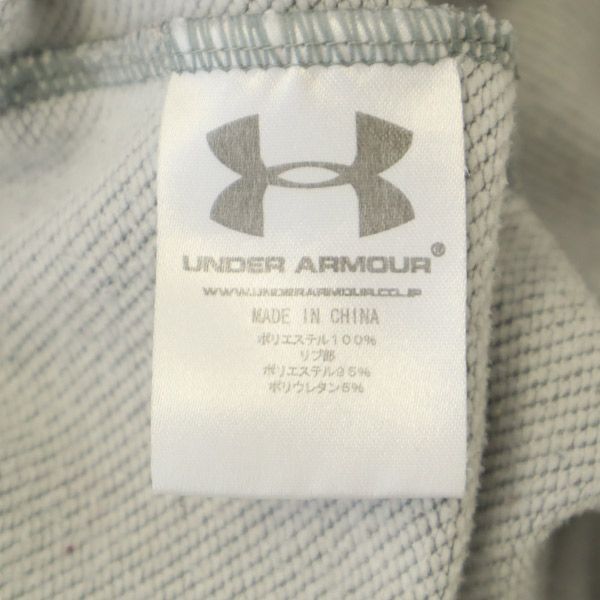 UNDER ARMOUR®
WWW.UNDERARMOUR.CO.JP
MADE IN CHINA
ポリエステル100%
リブ部
ポリエステル95%
ポリウレタン5%